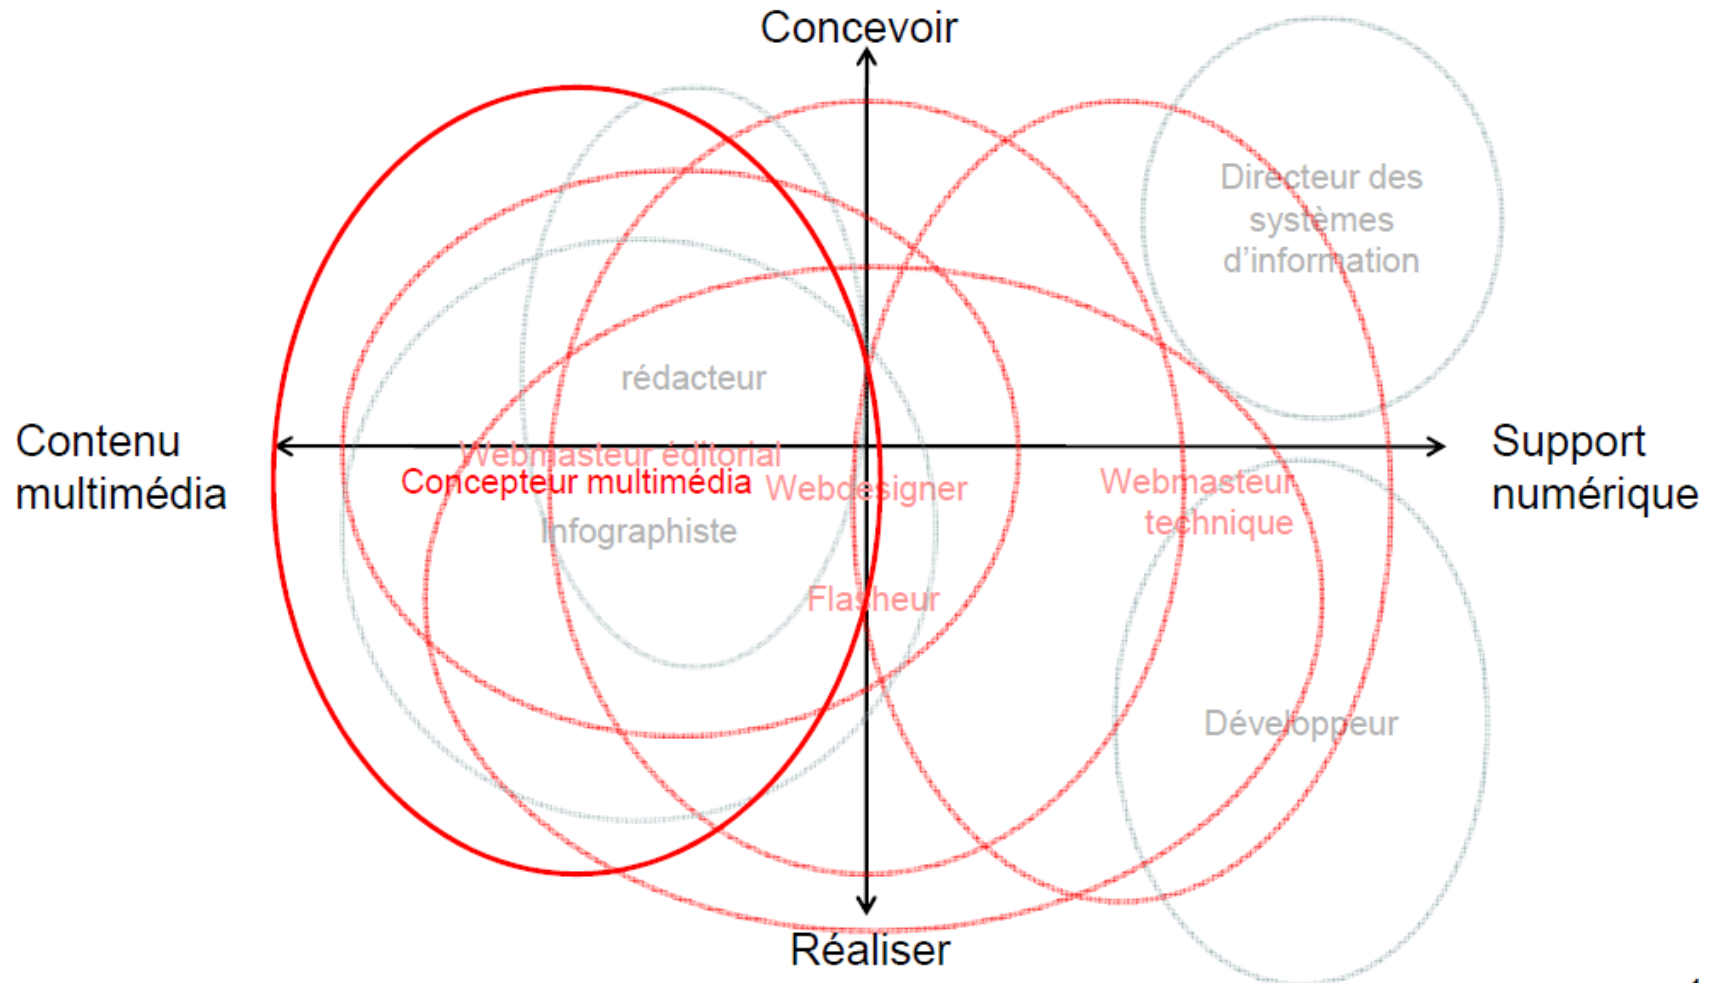 Concevoir
Directeur des
systèmes
d'information
rédacteur
Contenu
multimédia
Support
numérique
Webmasteur éditorial
Concepteur multimédia
Webdesigner
Webmasteur
technique
Infographiste
Flasheur
Développeur
Réaliser